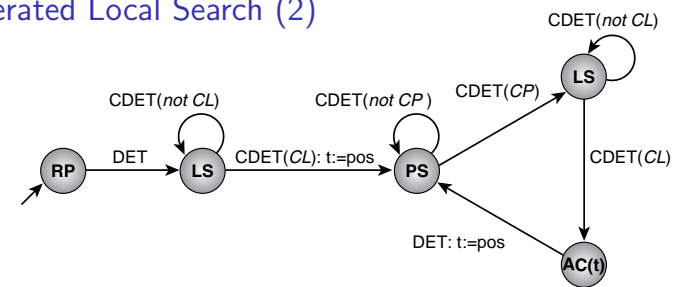 erated Local Search (2)
CDET(not CL)
LS
CDET(CP)
CDET(not CL)
CDET(not CP )
RP
DET
LS
CDET(CL): t:=pos
PS
CDET(CL)
DET: t:=pos
AC(t)